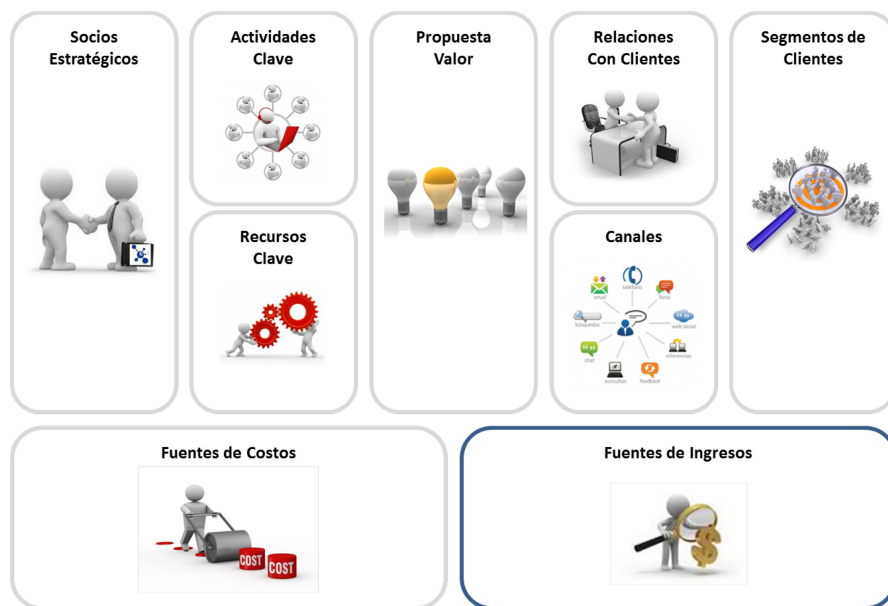 Socios
Estratégicos
Actividades
Clave
Recursos
Clave
Propuesta
Valor
Relaciones
Con Clientes
Canales
teléfono
email
foros
búsquedas
web social
chat
referencias
consultas
feedback
Segmentos de
Clientes
Fuentes de Costos
COST
COST
Fuentes de Ingresos
$